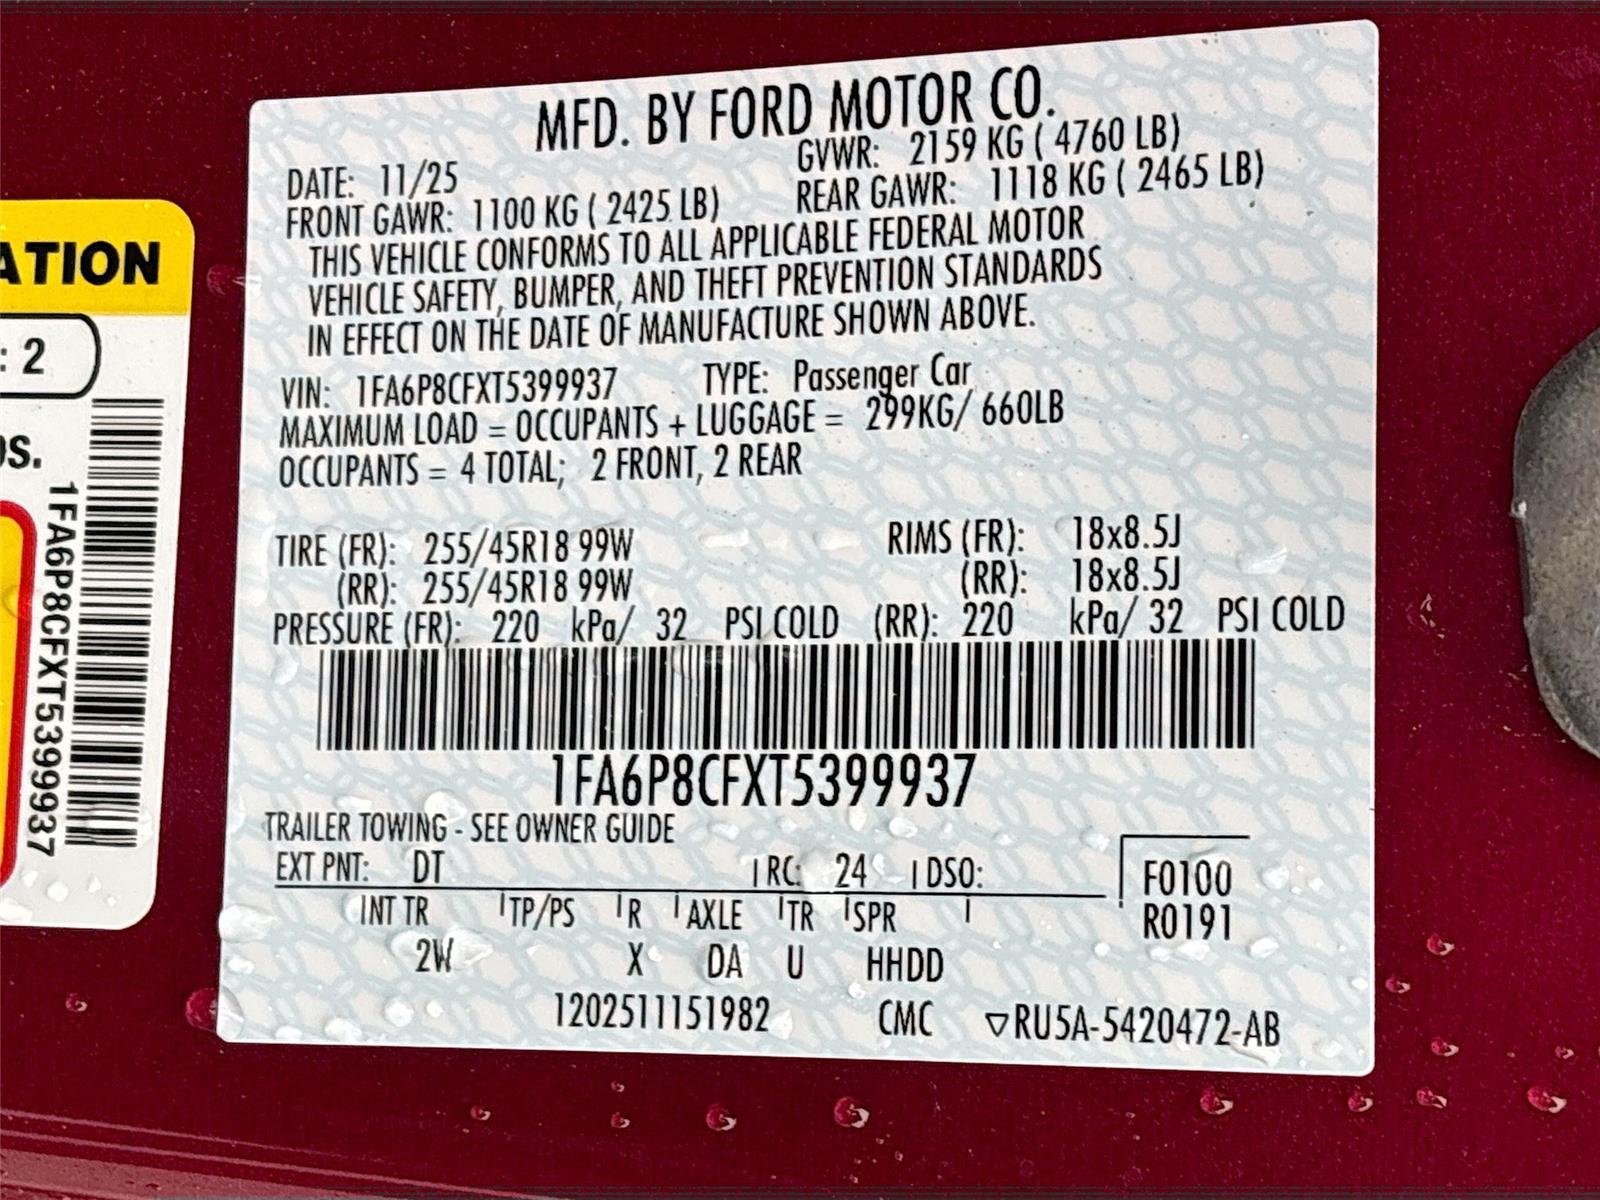 MFD. BY FORD MOTOR CO.
DATE: 11/25 GVWR: 2159 KG ( 4760 LB)
FRONT GAWR: 1100 KG ( 2425 LB) REAR GAWR: 1118 KG ( 2465 LB)
THIS VEHICLE CONFORMS TO ALL APPLICABLE FEDERAL MOTOR
VEHICLE SAFETY, BUMPER, AND THEFT PREVENTION STANDARDS
IN EFFECT ON THE DATE OF MANUFACTURE SHOWN ABOVE.
VIN: 1FA6P8CFXT5399937 TYPE: Passenger Car
MAXIMUM LOAD = OCCUPANTS + LUGGAGE = 299KG/ 660LB
OCCUPANTS = 4 TOTAL; 2 FRONT, 2 REAR
TIRE (FR): 255/45R18 99W RIMS (FR): 18x8.5J
(RR): 255/45R18 99W (RR): 18x8.5J
PRESSURE (FR): 220 kPa/ 32 PSI COLD (RR): 220 kPa/ 32 PSI COLD
1FA6P8CFXT5399937
TRAILER TOWING - SEE OWNER GUIDE
EXT PNT: DT RC: 24 DSO: F0100
INT TR TP/PS R AXLE TR SPR R0191
2W X DA U HHDD
1202511151982 CMC ▽RU5A-5420472-AB
ATION
: 2
OS.
1FA6P8CFXT5399937